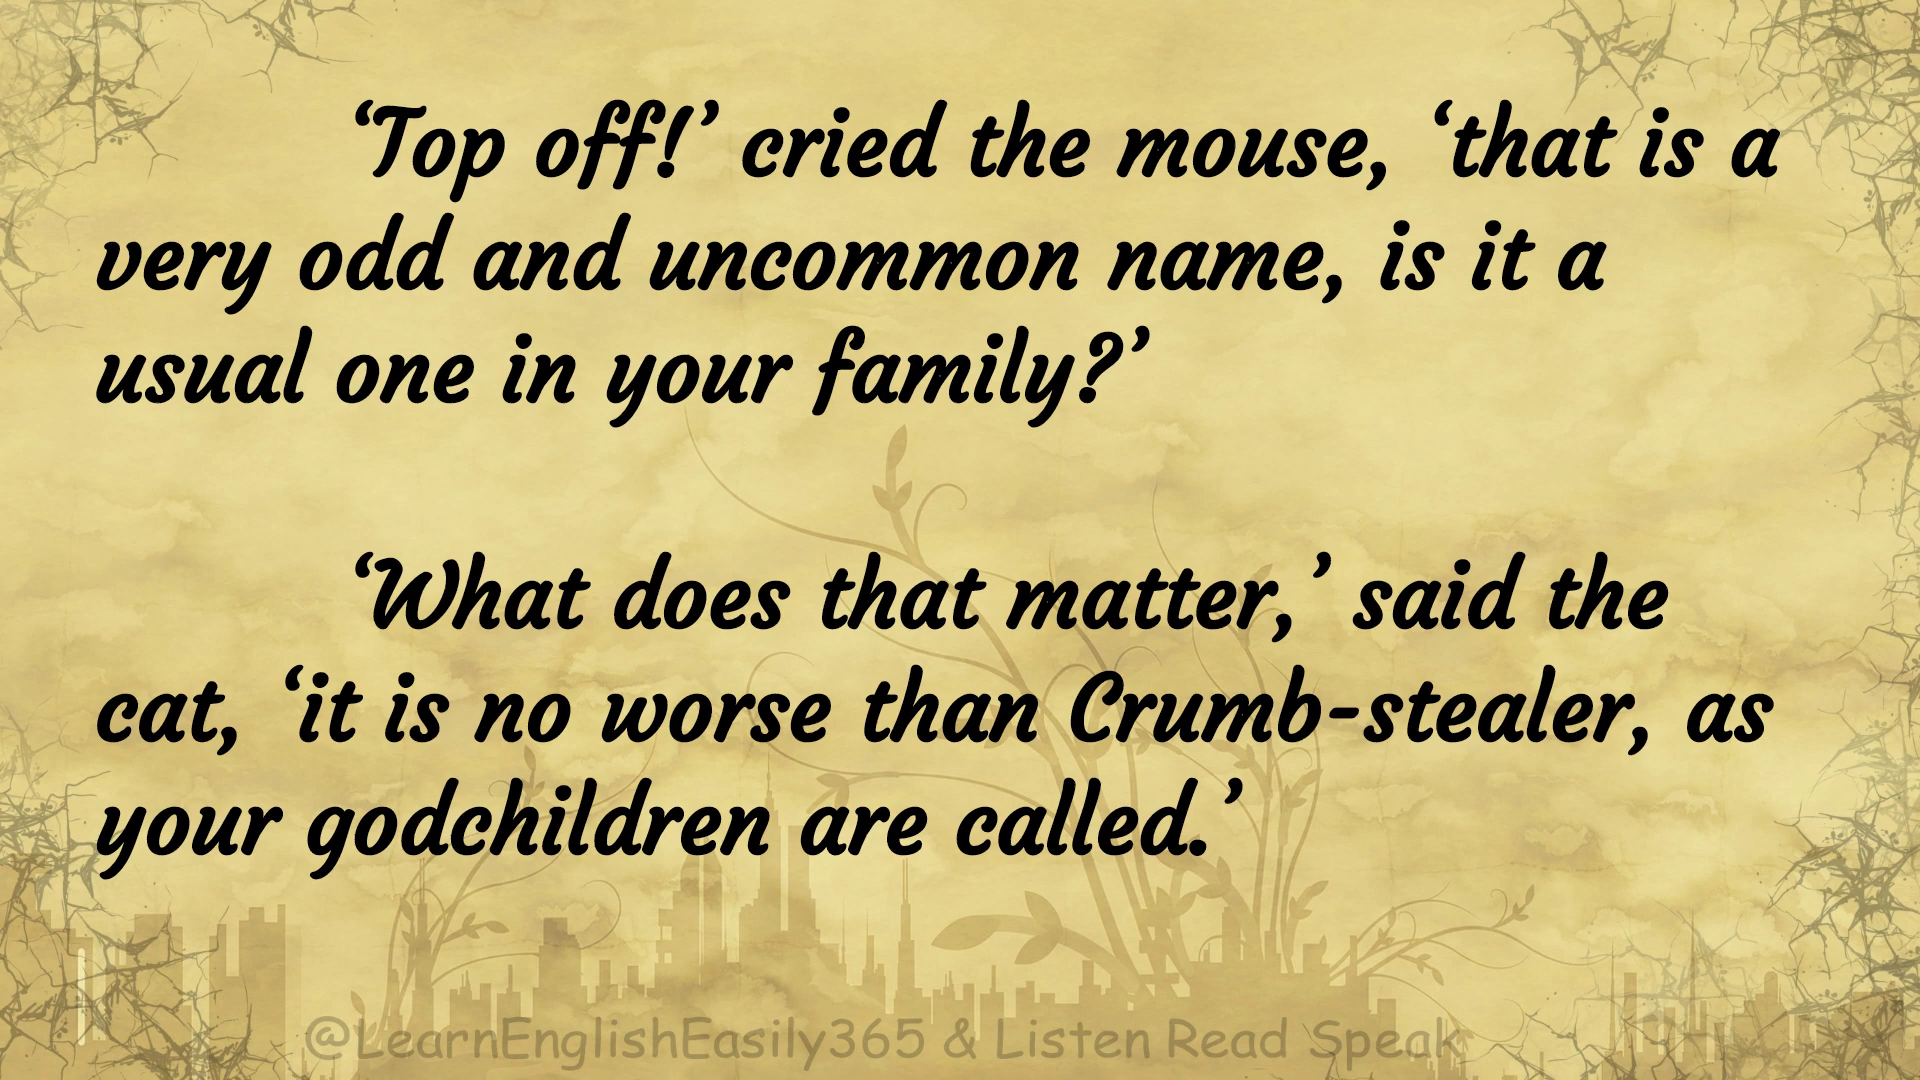 ‘Top off!’ cried the mouse, ‘that is a
very odd and uncommon name, is it a
usual one in your family?’
‘What does that matter,’ said the
cat, ‘it is no worse than Crumb-stealer, as
your godchildren are called.’
@LearnEnglishEasily365 & Listen Read Speak